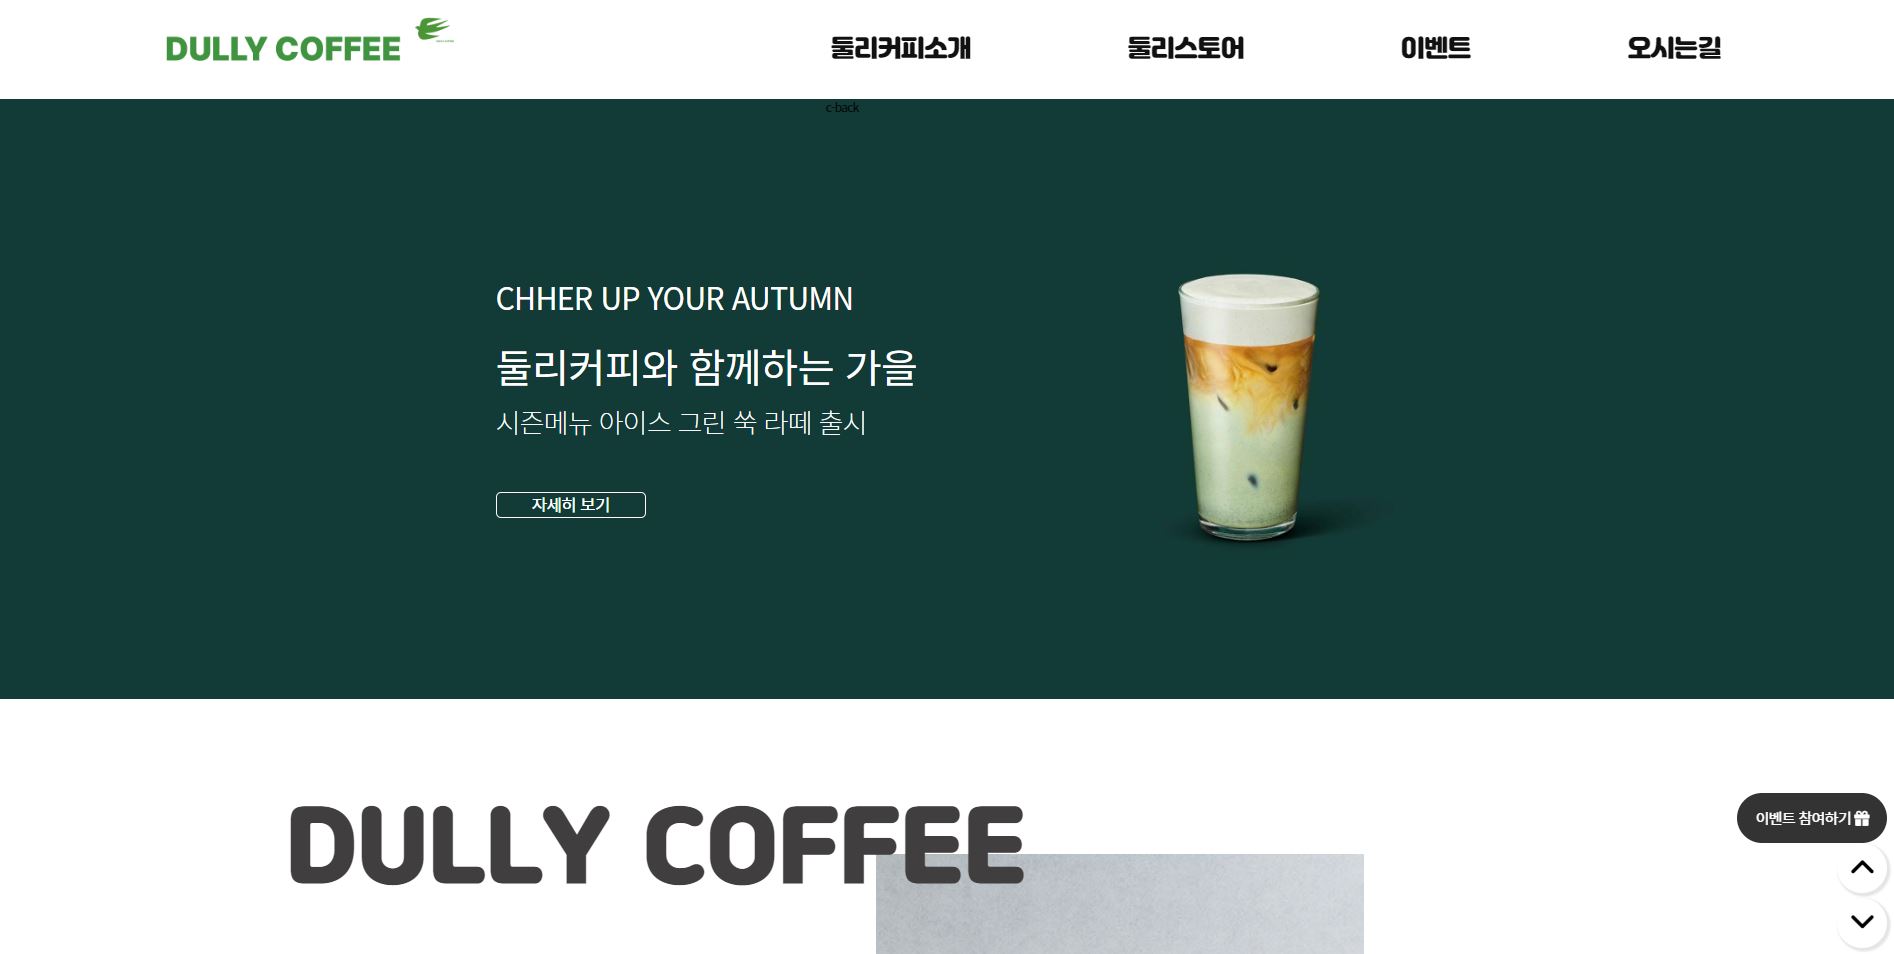 DULLY COFFEE
둘리커피소개
둘리스토어
이벤트
오시는길
c-back
CHHER UP YOUR AUTUMN
둘리커피와 함께하는 가을
시즌메뉴 아이스 그린 쑥 라떼 출시
자세히 보기
DULLY COFFEE
이벤트 참여하기